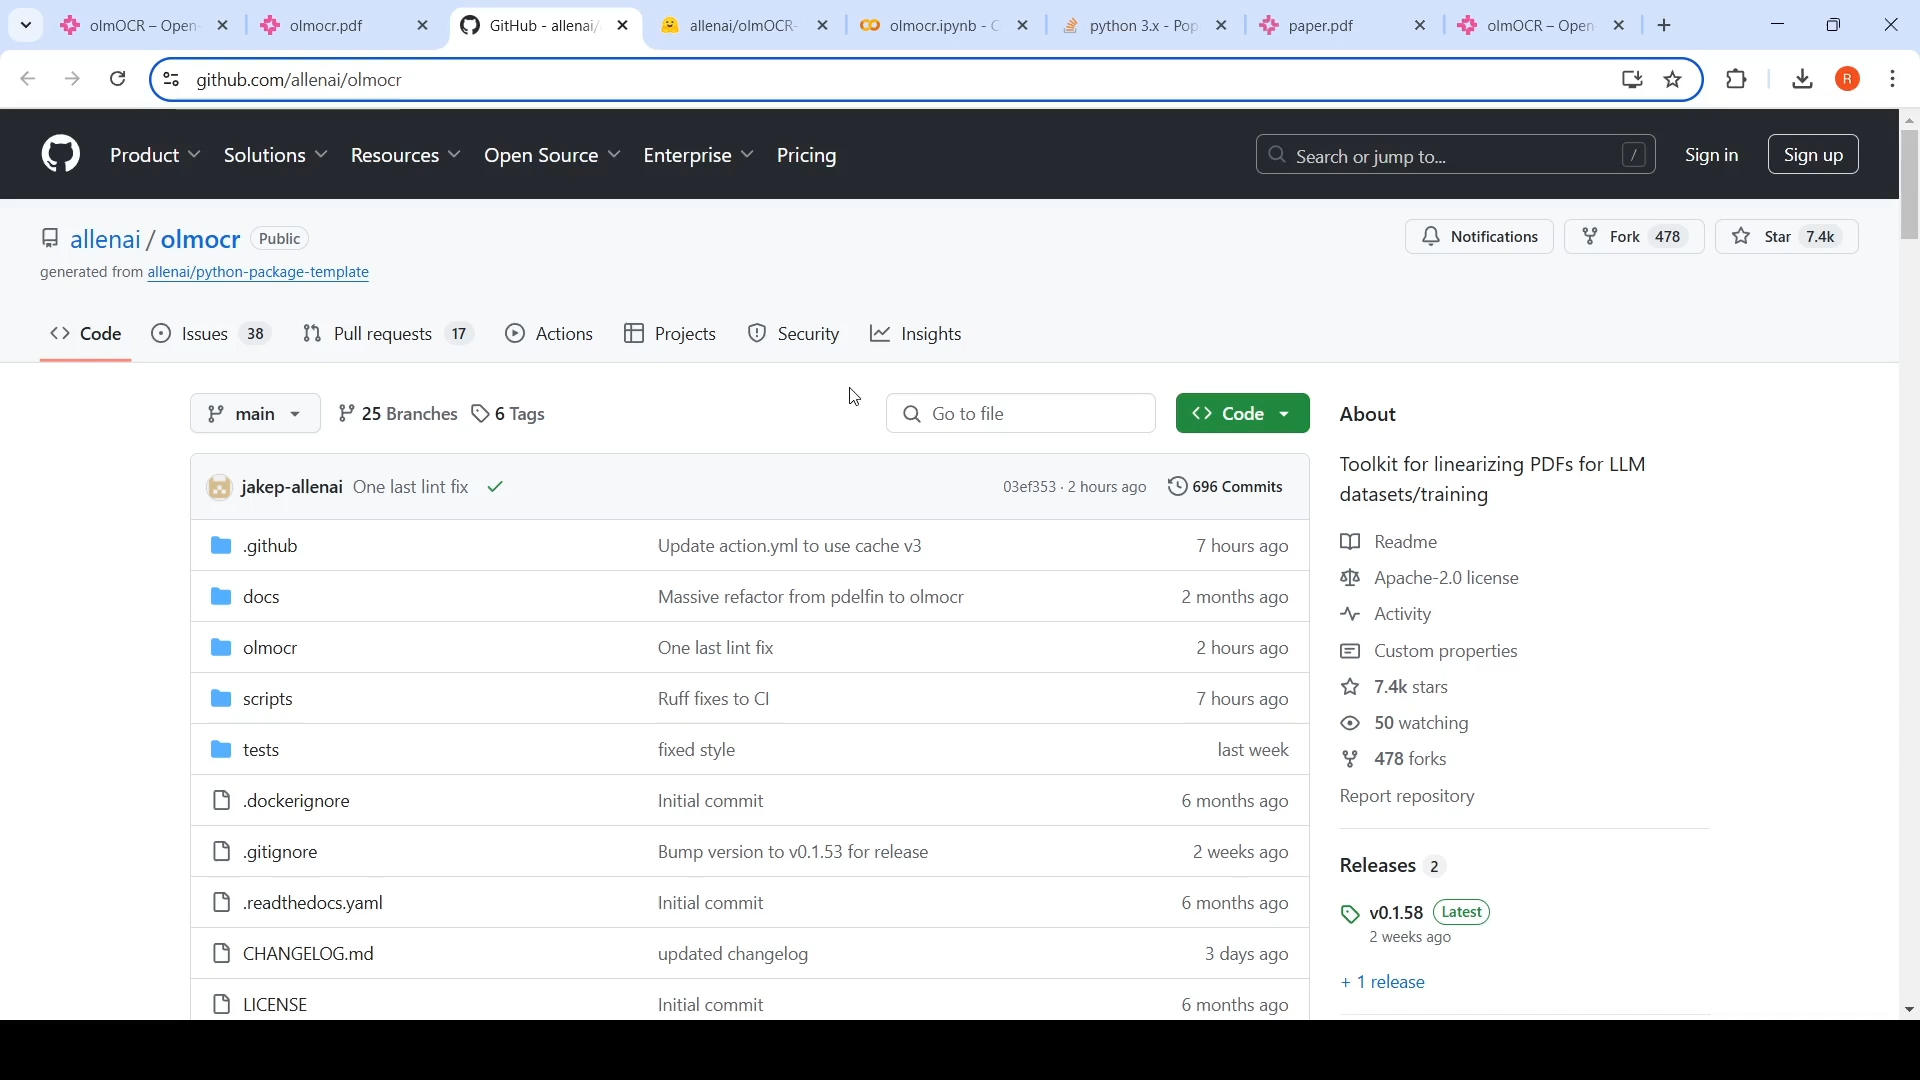 olmOCR – Open-
olmocr.pdf
GitHub - allenai/
allenai/olmOCR-
olmocr.ipynb - C
python 3.x - Pop
paper.pdf
olmOCR – Open-
github.com/allenai/olmocr
R
Product
Solutions
Resources
Open Source
Enterprise
Pricing
Search or jump to...
/
Sign in
Sign up
allenai / olmocr Public
Notifications
Fork 478
Star 7.4k
generated from allenai/python-package-template
Code
Issues 38
Pull requests 17
Actions
Projects
Security
Insights
main
25 Branches
6 Tags
Go to file
Code
jakep-allenai One last lint fix
03ef353 · 2 hours ago
696 Commits
.github Update action.yml to use cache v3 7 hours ago
docs Massive refactor from pdelfin to olmocr 2 months ago
olmocr One last lint fix 2 hours ago
scripts Ruff fixes to CI 7 hours ago
tests fixed style last week
.dockerignore Initial commit 6 months ago
.gitignore Bump version to v0.1.53 for release 2 weeks ago
.readthedocs.yaml Initial commit 6 months ago
CHANGELOG.md updated changelog 3 days ago
LICENSE Initial commit 6 months ago
About
Toolkit for linearizing PDFs for LLM
datasets/training
Readme
Apache-2.0 license
Activity
Custom properties
7.4k stars
50 watching
478 forks
Report repository
Releases 2
v0.1.58 Latest
2 weeks ago
+ 1 release